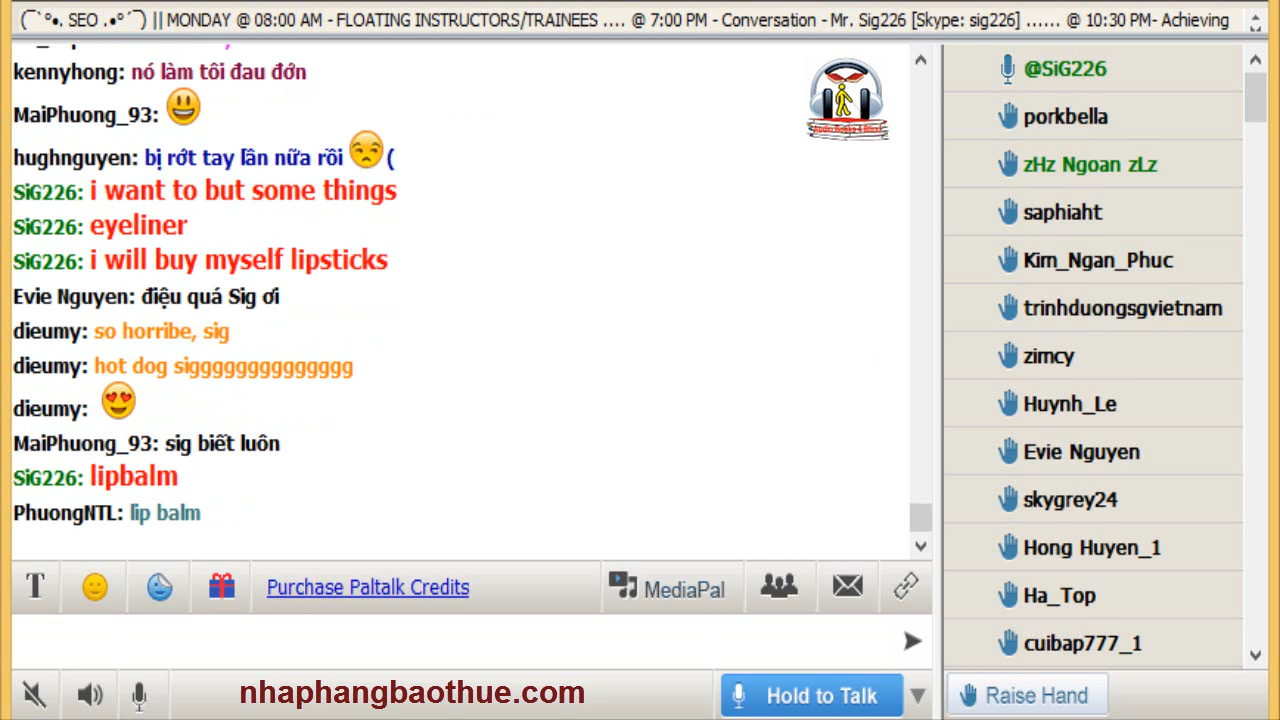 (¯`°•. SEO .•°´¯) || MONDAY @ 08:00 AM - FLOATING INSTRUCTORS/TRAINEES .... @ 7:00 PM - Conversation - Mr. Sig226 [Skype: sig226] ...... @ 10:30 PM- Achieving
kennyhong: nó làm tôi đau đớn
MaiPhuong_93:
hughnguyen: bị rớt tay lần nữa rồi (
SiG226: i want to but some things
SiG226: eyeliner
SiG226: i will buy myself lipsticks
Evie Nguyen: điệu quá Sig ơi
dieumy: so horribe, sig
dieumy: hot dog sigggggggggggggg
dieumy:
MaiPhuong_93: sig biết luôn
SiG226: lipbalm
PhuongNTL: lip balm
Audio Books 4 Blind
T
Purchase Paltalk Credits
MediaPal
nhaphangbaothue.com
Hold to Talk
@SiG226
porkbella
zHz Ngoan zLz
saphiaht
Kim_Ngan_Phuc
trinhduongsgvietnam
zimcy
Huynh_Le
Evie Nguyen
skygrey24
Hong Huyen_1
Ha_Top
cuibap777_1
Raise Hand